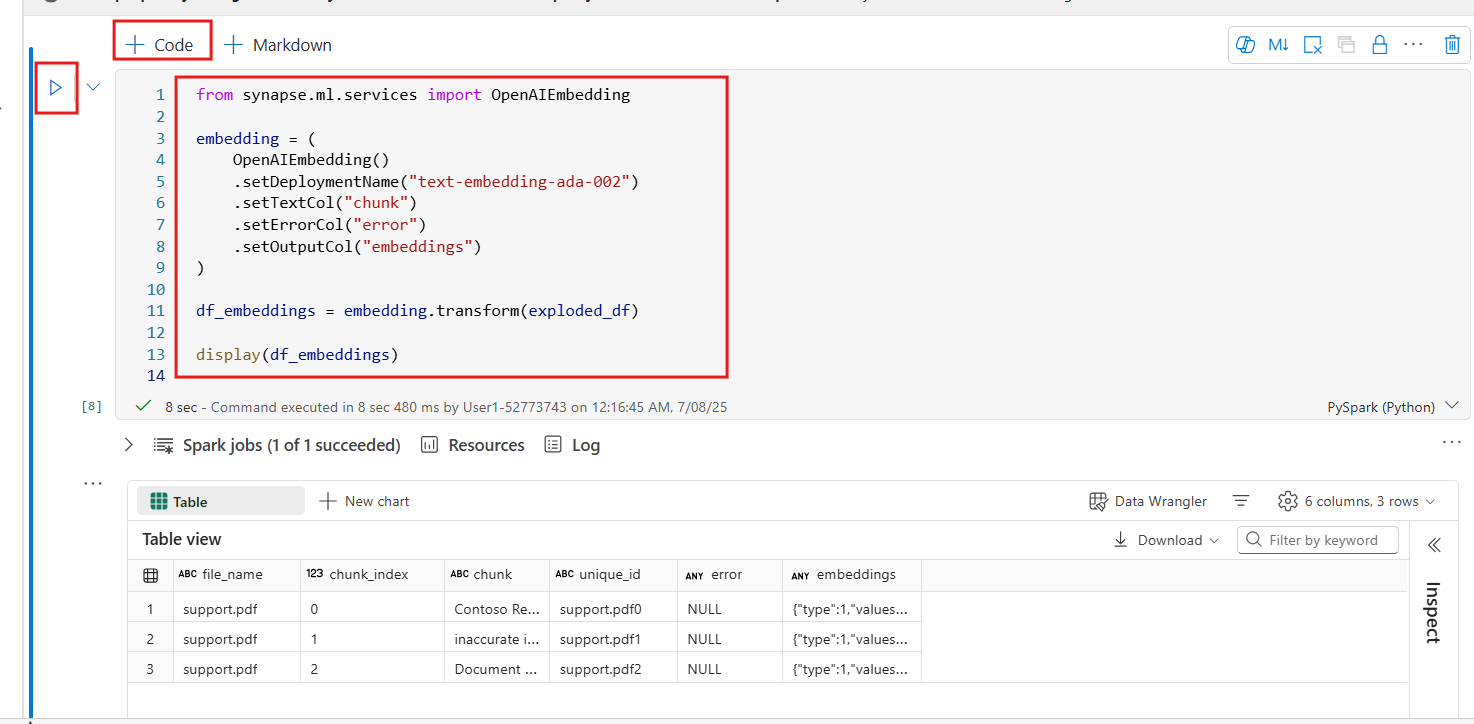 Code Markdown M↓ ...
1 from synapse.ml.services import OpenAIEmbedding
2
3 embedding = (
4 OpenAIEmbedding()
5 .setDeploymentName("text-embedding-ada-002")
6 .setTextCol("chunk")
7 .setErrorCol("error")
8 .setOutputCol("embeddings")
9 )
10
11 df_embeddings = embedding.transform(exploded_df)
12
13 display(df_embeddings)
14
[8] 8 sec - Command executed in 8 sec 480 ms by User1-52773743 on 12:16:45 AM, 7/08/25 PySpark (Python)
Spark jobs (1 of 1 succeeded) Resources Log ...
...
Table New chart Data Wrangler 6 columns, 3 rows
Table view Download Filter by keyword
ABC file_name 123 chunk_index ABC chunk ABC unique_id ANY error ANY embeddings
1 support.pdf 0 Contoso Re... support.pdf0 NULL {"type":1,"values...
2 support.pdf 1 inaccurate i... support.pdf1 NULL {"type":1,"values...
3 support.pdf 2 Document ... support.pdf2 NULL {"type":1,"values...
Inspect